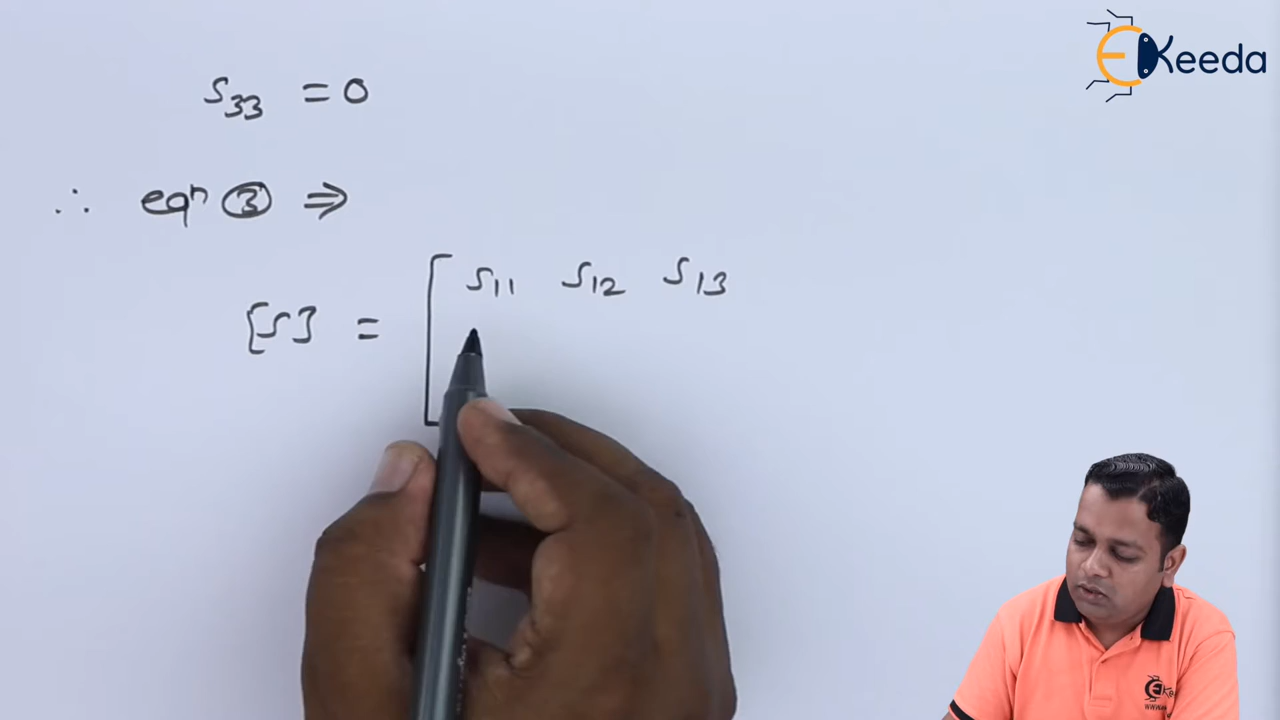 EKeeda
S33 = 0
∴ eqn ③ ⇒
[S] = [ S11 S12 S13